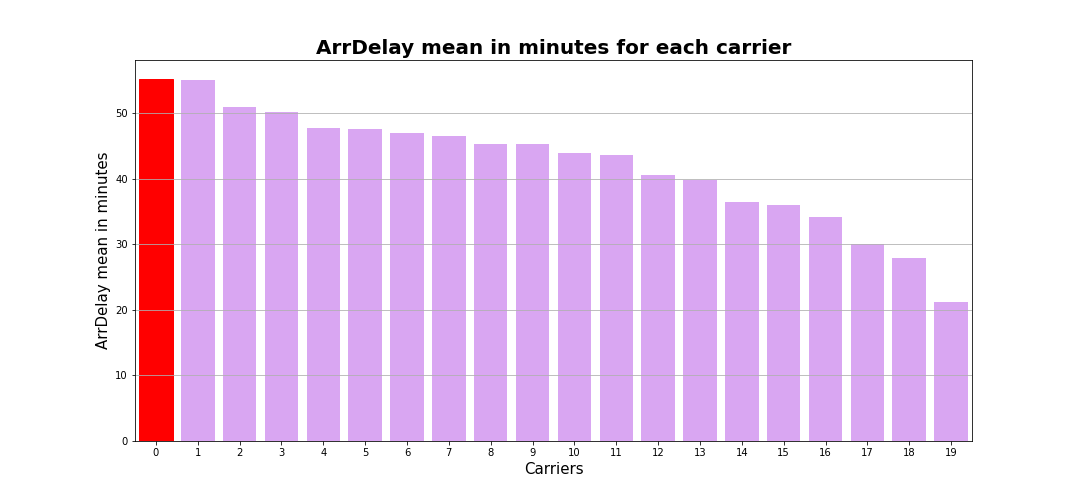 ArrDelay mean in minutes for each carrier
ArrDelay mean in minutes
50
40
30
20
10
0
0 1 2 3 4 5 6 7 8 9 10 11 12 13 14 15 16 17 18 19
Carriers